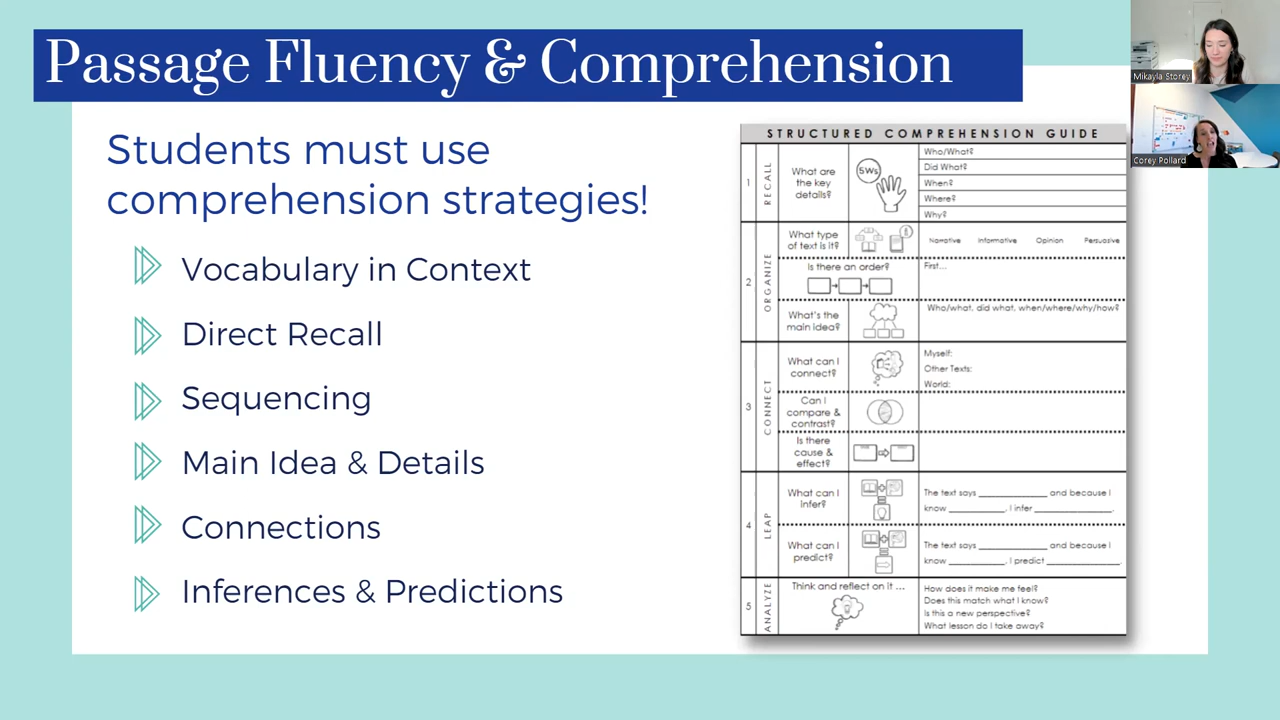 Passage Fluency & Comprehension
Mikayla Storey
Corey Pollard
Students must use
comprehension strategies!
Vocabulary in Context
Direct Recall
Sequencing
Main Idea & Details
Connections
Inferences & Predictions
STRUCTURED COMPREHENSION GUIDE
1
RECALL
What are
the key
details?
5Ws
Who/What?
Did What?
When?
Where?
Why?
2
ORGANIZE
What type
of text is it?
Narrative Informative Opinion Persuasive
Is there an order?
First...
What's the
main idea?
Who/what, did what, when/where/why/how?
3
CONNECT
What can I
connect?
Myself:
Other Texts:
World:
Can I
compare &
contrast?
Is there
cause &
effect?
4
LEAP
What can I
infer?
The text says ____________ and because I
know __________, I infer ______________.
What can I
predict?
The text says ____________ and because I
know __________, I predict ______________.
5
ANALYZE
Think and reflect on it ...
How does it make me feel?
Does this match what I know?
Is this a new perspective?
What lesson do I take away?